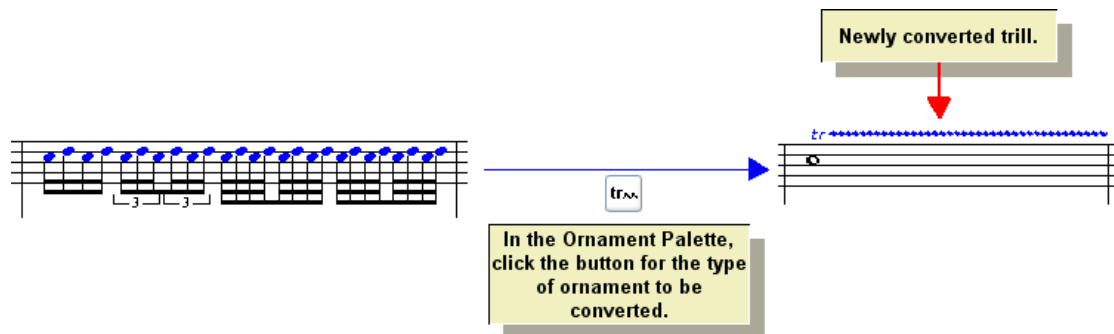 Newly converted trill.
tr
3 3
tr
In the Ornament Palette,
click the button for the type
of ornament to be
converted.